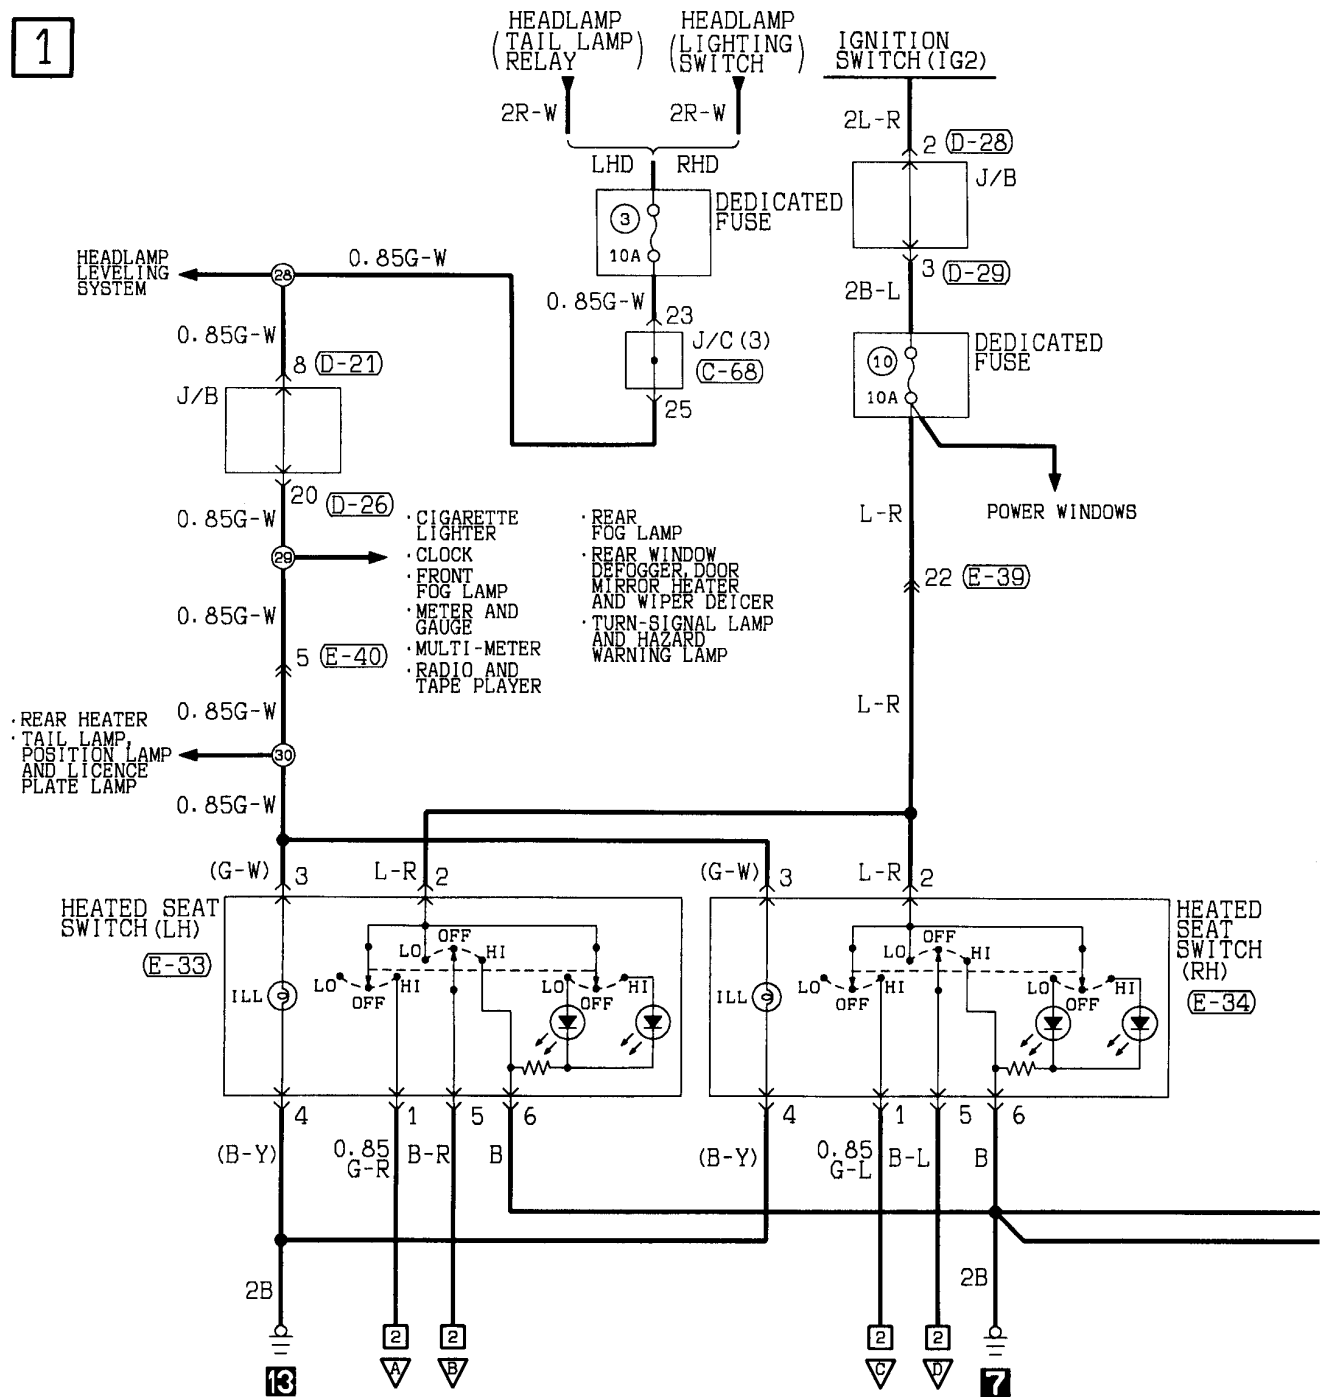 1
HEADLAMP
(TAIL LAMP)
RELAY
HEADLAMP
(LIGHTING)
SWITCH
IGNITION
SWITCH(IG2)
2R-W
2R-W
2L-R
2 D-28
J/B
LHD RHD
3
10A
DEDICATED
FUSE
3 D-29
2B-L
HEADLAMP
LEVELING
SYSTEM
28
0.85G-W
0.85G-W
23
J/C(3)
C-68
25
10
10A
DEDICATED
FUSE
0.85G-W
8 D-21
J/B
20 D-26
0.85G-W
29
·CIGARETTE
LIGHTER
·CLOCK
·FRONT
FOG LAMP
·METER AND
GAUGE
·MULTI-METER
·RADIO AND
TAPE PLAYER
·REAR
FOG LAMP
·REAR WINDOW
DEFOGGER,DOOR
MIRROR HEATER
AND WIPER DEICER
·TURN-SIGNAL LAMP
AND HAZARD
WARNING LAMP
L-R
POWER WINDOWS
22 E-39
0.85G-W
5 E-40
0.85G-W
L-R
·REAR HEATER
·TAIL LAMP,
POSITION LAMP
AND LICENCE
PLATE LAMP
30
0.85G-W
(G-W) 3
L-R 2
(G-W) 3
L-R 2
HEATED SEAT
SWITCH(LH)
E-33
ILL
LO OFF HI
LO OFF HI
LO OFF HI
HEATED
SEAT
SWITCH
(RH)
E-34
ILL
LO OFF HI
LO OFF HI
LO OFF HI
4 1 5 6
4 1 5 6
(B-Y)
0.85
G-R
B-R
B
(B-Y)
0.85
G-L
B-L
B
2B
2B
13
2
A
2
B
2
C
2
D
7